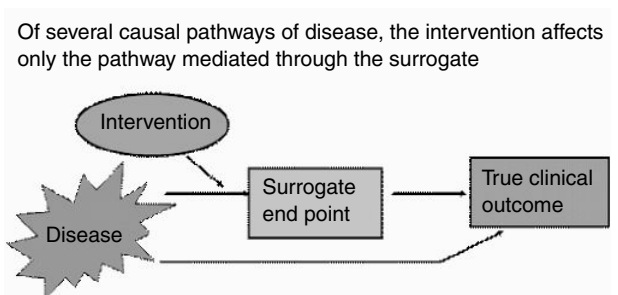 Of several causal pathways of disease, the intervention affects
only the pathway mediated through the surrogate
Intervention
Surrogate
end point
True clinical
outcome
Disease